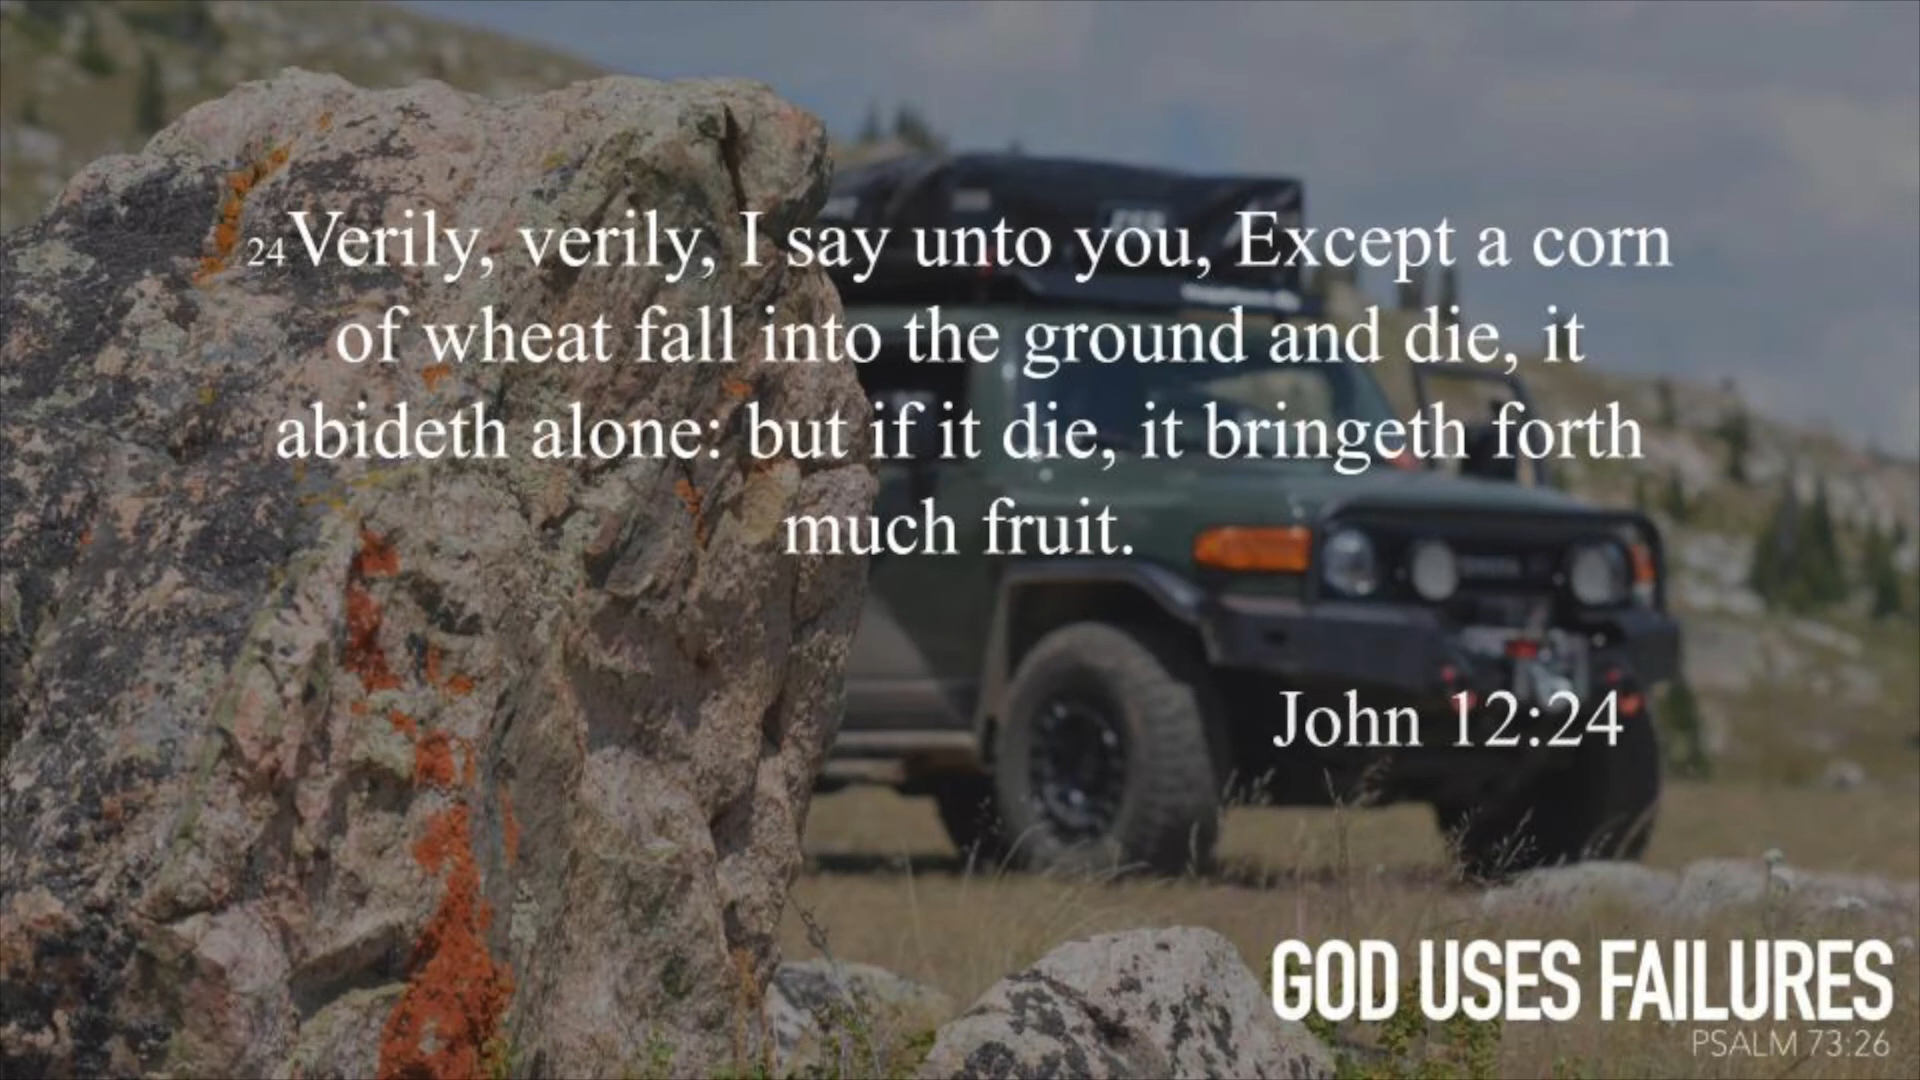 24Verily, verily, I say unto you, Except a corn
of wheat fall into the ground and die, it
abideth alone: but if it die, it bringeth forth
much fruit.
John 12:24
GOD USES FAILURES
PSALM 73:26